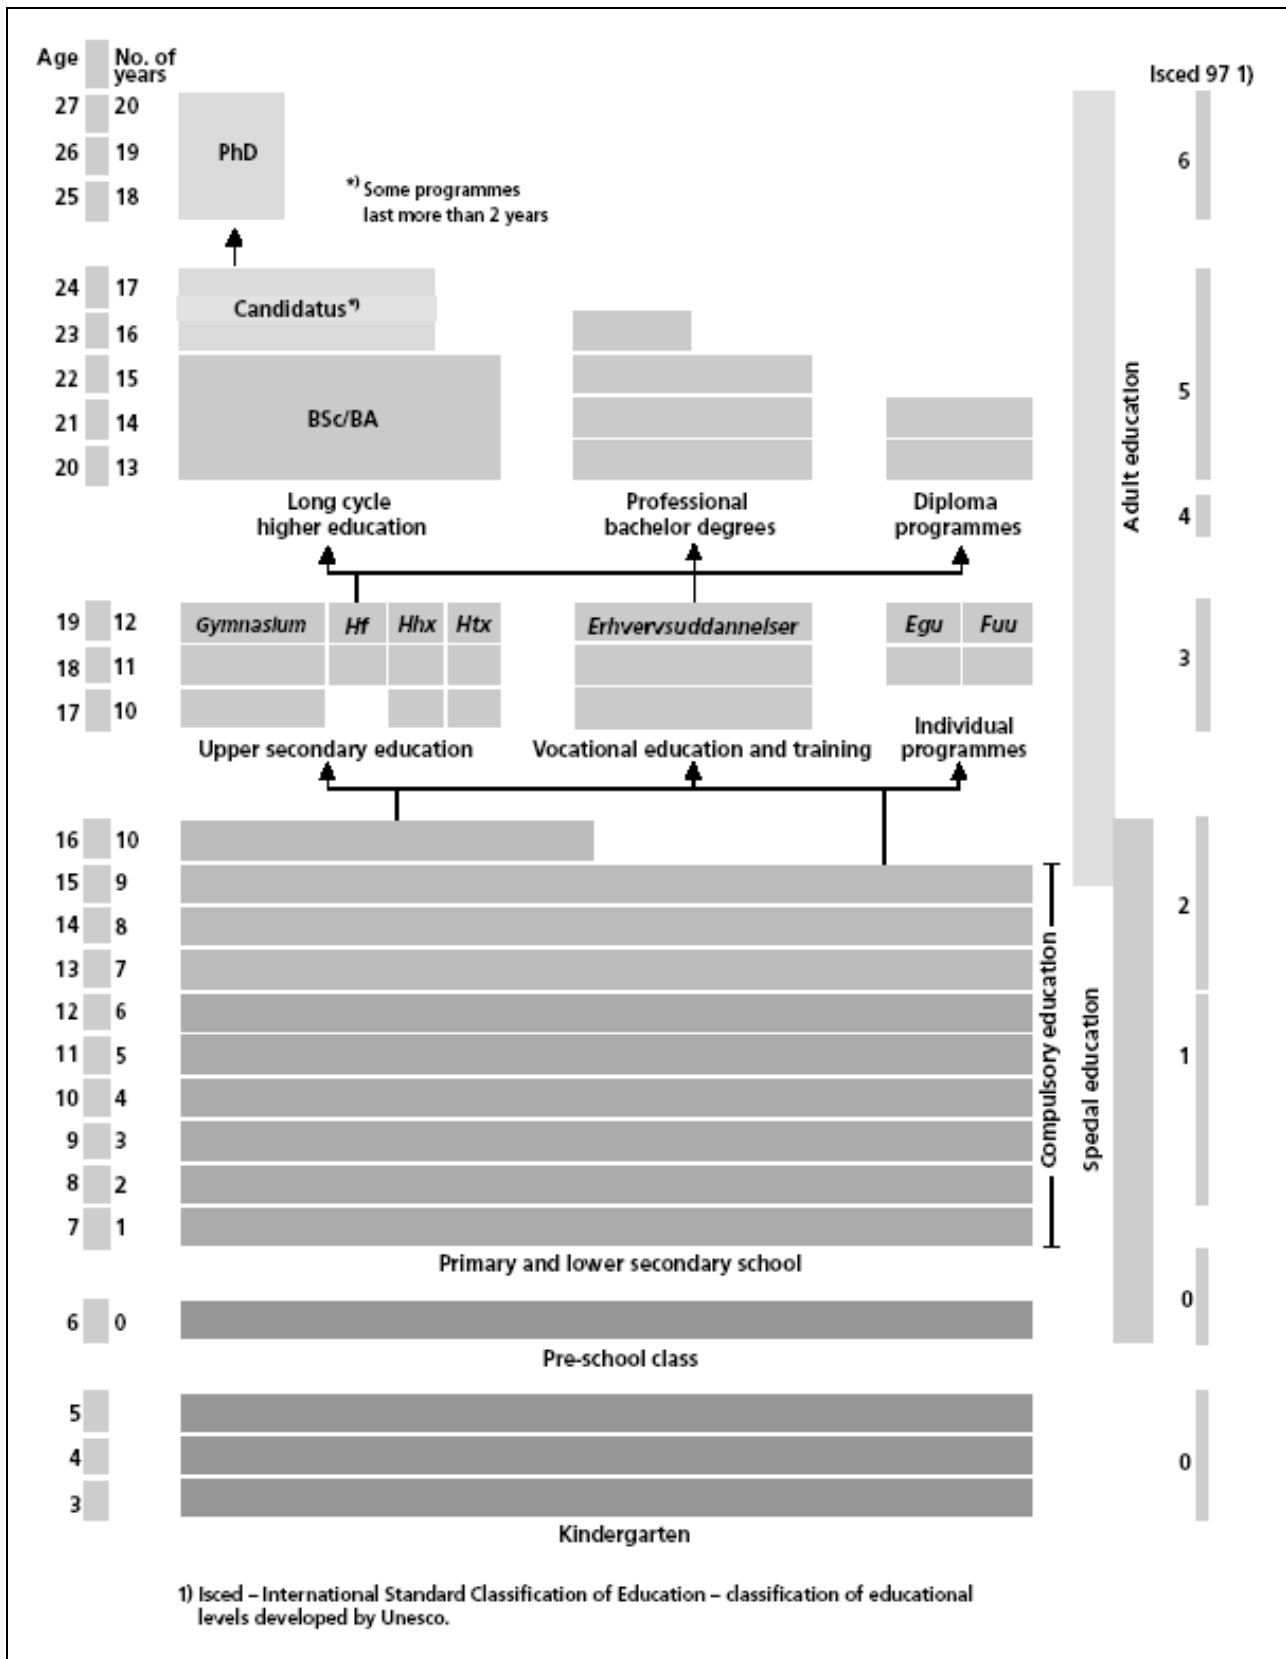 Age No. of years Isced 97 1)
27 20
26 19 PhD 6
25 18
*) Some programmes
last more than 2 years
24 17
Candidatus*)
23 16
22 15
21 14 BSc/BA 5
20 13
Long cycle
higher education
Professional
bachelor degrees
Diploma
programmes
4
Adult education
19 12 Gymnasium Hf Hhx Htx Erhvervsuddannelser Egu Fuu
18 11 3
17 10
Upper secondary education
Vocational education and training
Individual
programmes
16 10
15 9
14 8 2
13 7
12 6
11 5 1
10 4
9 3
8 2
7 1
Compulsory education
Spedal education
Primary and lower secondary school
0
6 0
Pre-school class
5
4 0
3
Kindergarten
1) Isced – International Standard Classification of Education – classification of educational
levels developed by Unesco.